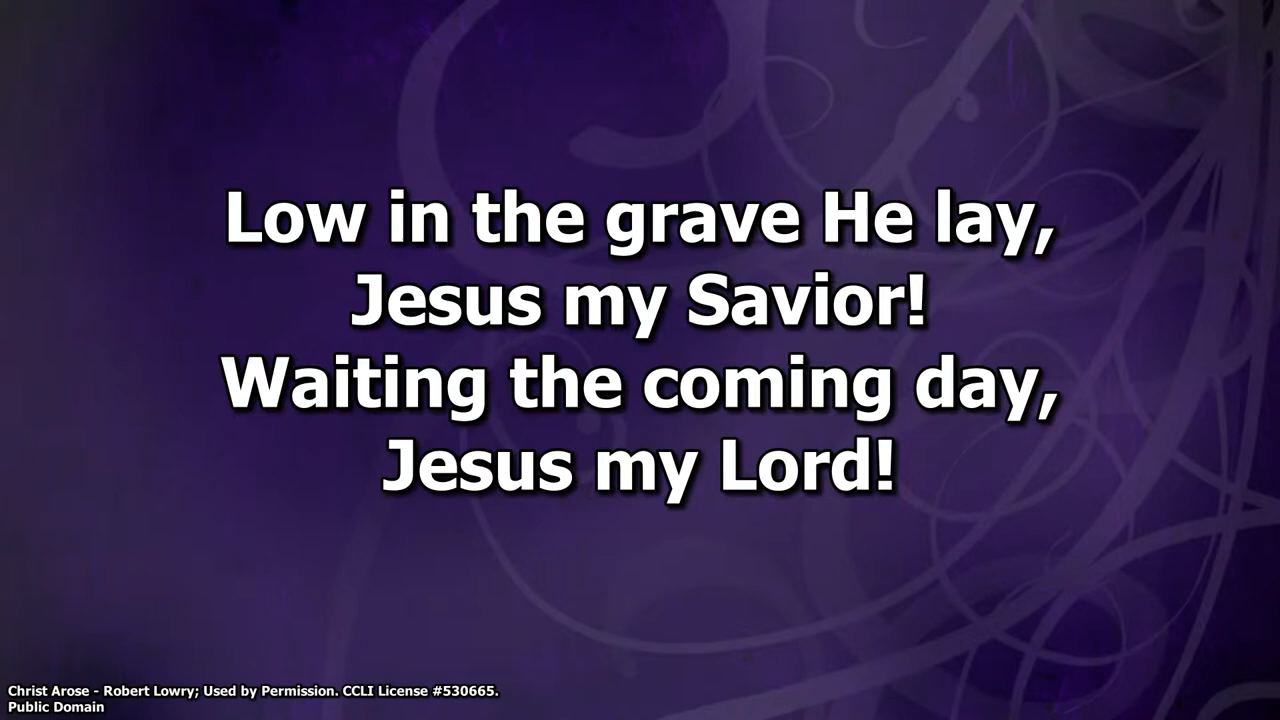 Low in the grave He lay,
Jesus my Savior!
Waiting the coming day,
Jesus my Lord!
Christ Arose - Robert Lowry; Used by Permission. CCLI License #530665.
Public Domain